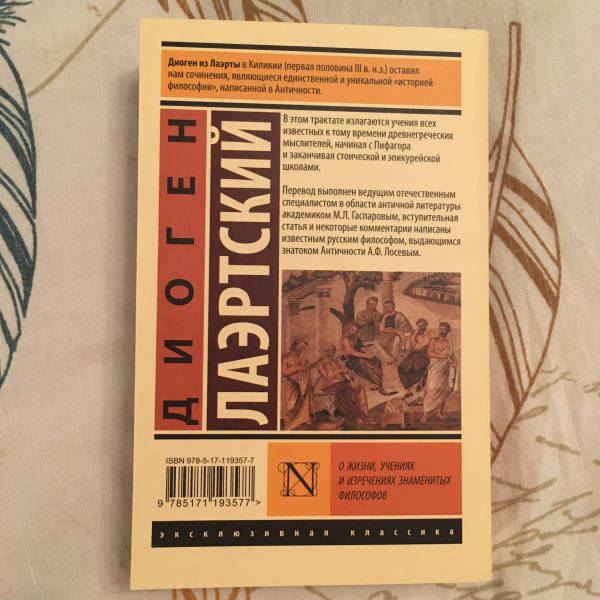 Диоген из Лаэрты в Киликии (первая половина III в. н.э.) оставил
нам сочинения, являющиеся единственной и уникальной «историей
философии», написанной в Античности.
ДИОГЕН
ЛАЭРТСКИЙ
В этом трактате излагаются учения всех
известных к тому времени древнегреческих
мыслителей, начиная с Пифагора
и заканчивая стоической и эпикурейской
школами.
Перевод выполнен ведущим отечественным
специалистом в области античной литературы
академиком М.Л. Гаспаровым, вступительная
статья и некоторые комментарии написаны
известным русским философом, выдающимся
знатоком Античности А.Ф. Лосевым.
ISBN 978-5-17-119357-7
9 785171 193577 >
N
О ЖИЗНИ, УЧЕНИЯХ
И ИЗРЕЧЕНИЯХ ЗНАМЕНИТЫХ
ФИЛОСОФОВ
эксклюзивная классика